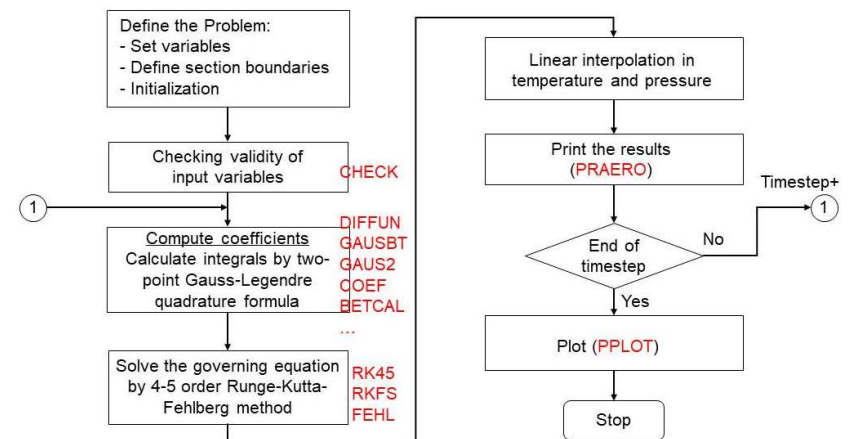 Define the Problem:
- Set variables
- Define section boundaries
- Initialization
Checking validity of
input variables
CHECK
1
Compute coefficients
Calculate integrals by two-
point Gauss-Legendre
quadrature formula
DIFFUN
GAUSBT
GAUS2
COEF
BETCAL
...
Solve the governing equation
by 4-5 order Runge-Kutta-
Fehlberg method
RK45
RKFS
FEHL
Linear interpolation in
temperature and pressure
Print the results
(PRAERO)
End of
timestep
No
Timestep+
1
Yes
Plot (PPLOT)
Stop